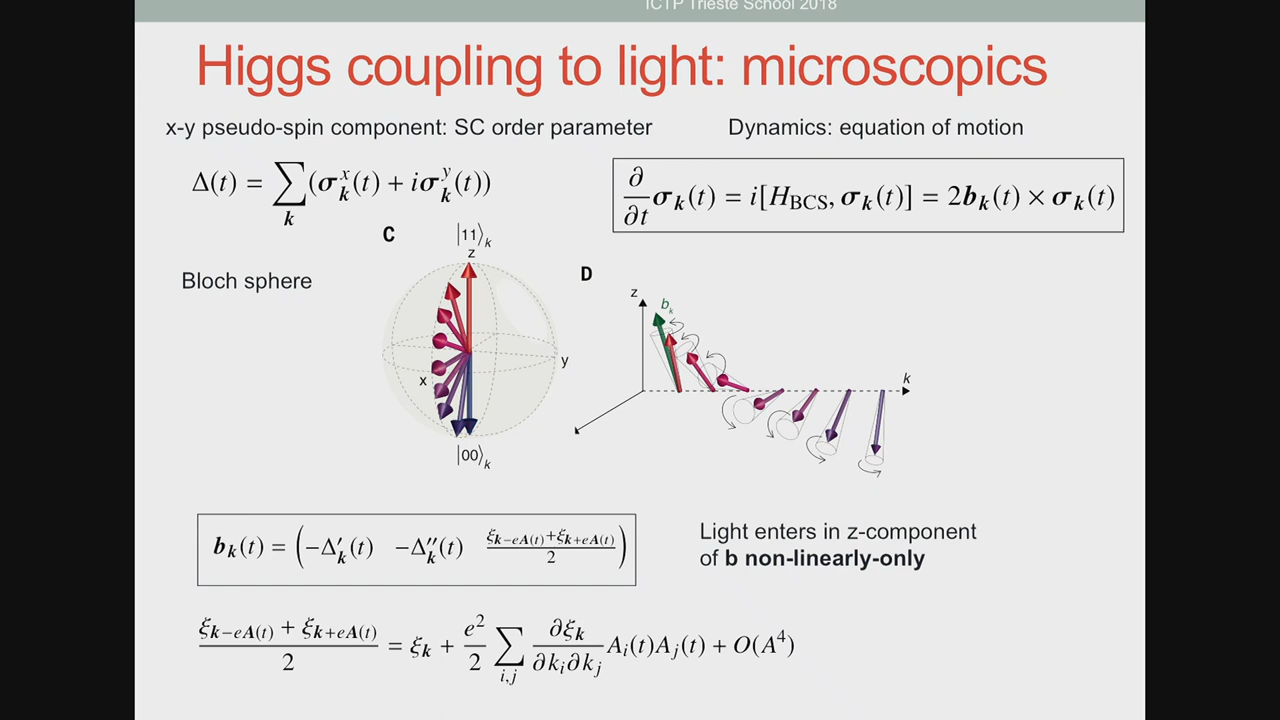 ICTP Trieste School 2018
Higgs coupling to light: microscopics
x-y pseudo-spin component: SC order parameter
Dynamics: equation of motion
Δ(t) = ∑_k (σ_k^x(t) + iσ_k^y(t))
∂/∂t σ_k(t) = i[H_BCS, σ_k(t)] = 2b_k(t) × σ_k(t)
Bloch sphere
C
|11⟩_k
z
y
x
|00⟩_k
D
z
b_k
k
b_k(t) = (−Δ′_k(t) −Δ″_k(t) (ξ_{k−eA(t)}+ξ_{k+eA(t)})/2)
Light enters in z-component
of b non-linearly-only
(ξ_{k−eA(t)} + ξ_{k+eA(t)})/2 = ξ_k + e²/2 ∑_{i,j} ∂ξ_k/∂k_i∂k_j A_i(t)A_j(t) + O(A⁴)